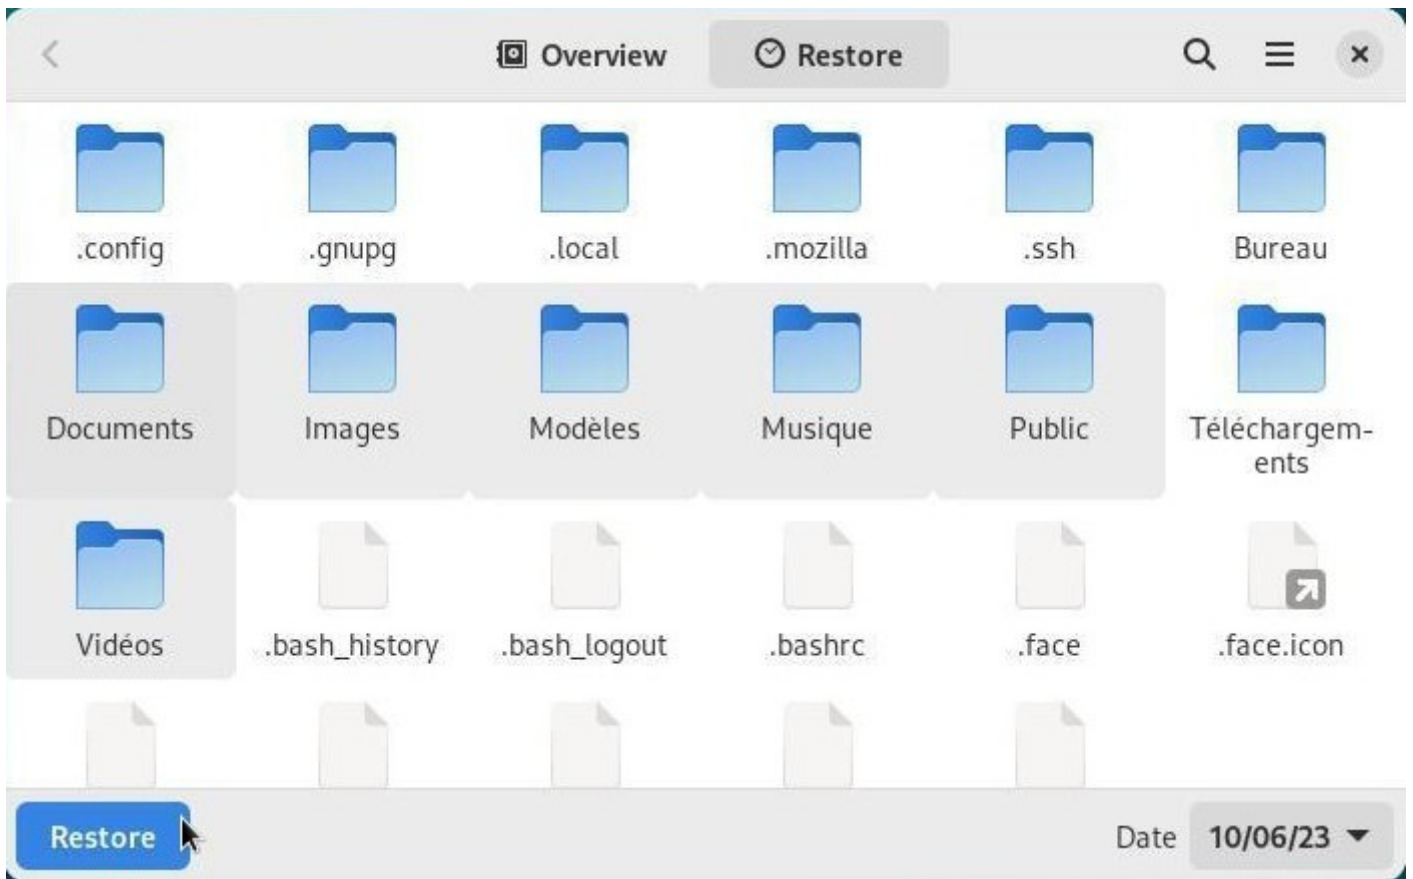 Overview
Restore
.config
.gnupg
.local
.mozilla
.ssh
Bureau
Documents
Images
Modèles
Musique
Public
Téléchargem-
ents
Vidéos
.bash_history
.bash_logout
.bashrc
.face
.face.icon
Restore
Date
10/06/23